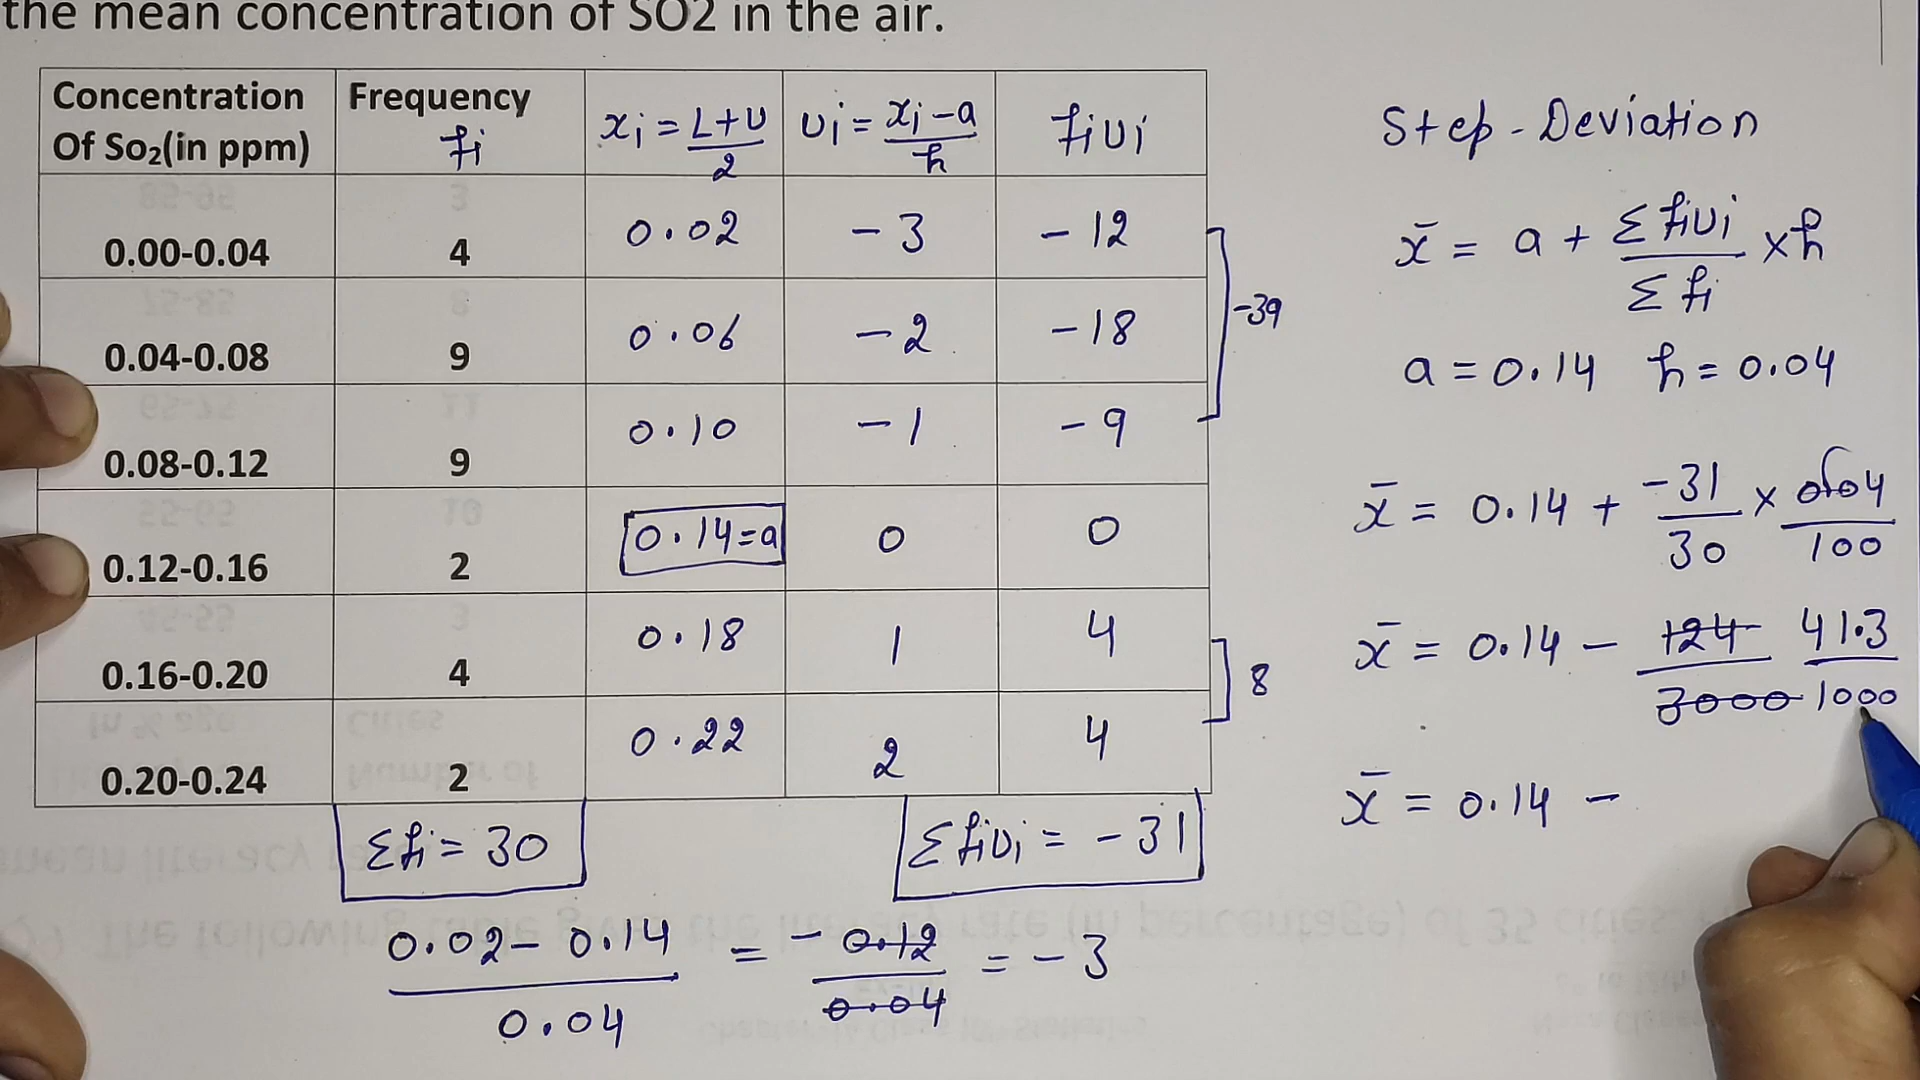 the mean concentration of SO2 in the air.
Concentration Of So₂(in ppm) Frequency fi xi = L+U/2 ui = xi-a/h fiui
0.00-0.04 4 0.02 -3 -12
0.04-0.08 9 0.06 -2 -18
0.08-0.12 9 0.10 -1 -9
0.12-0.16 2 0.14=a 0 0
0.16-0.20 4 0.18 1 4
0.20-0.24 2 0.22 2 4
-39
8
Σfi = 30 Σfiui = -31
0.02-0.14/0.04 = -0.12/0.04 = -3
Step-Deviation
x̄ = a + Σfiui/Σfi ×h
a = 0.14 h = 0.04
x̄ = 0.14 + -31/30 × 0.04/100
x̄ = 0.14 - 124/3000 41.3/1000
x̄ = 0.14 -